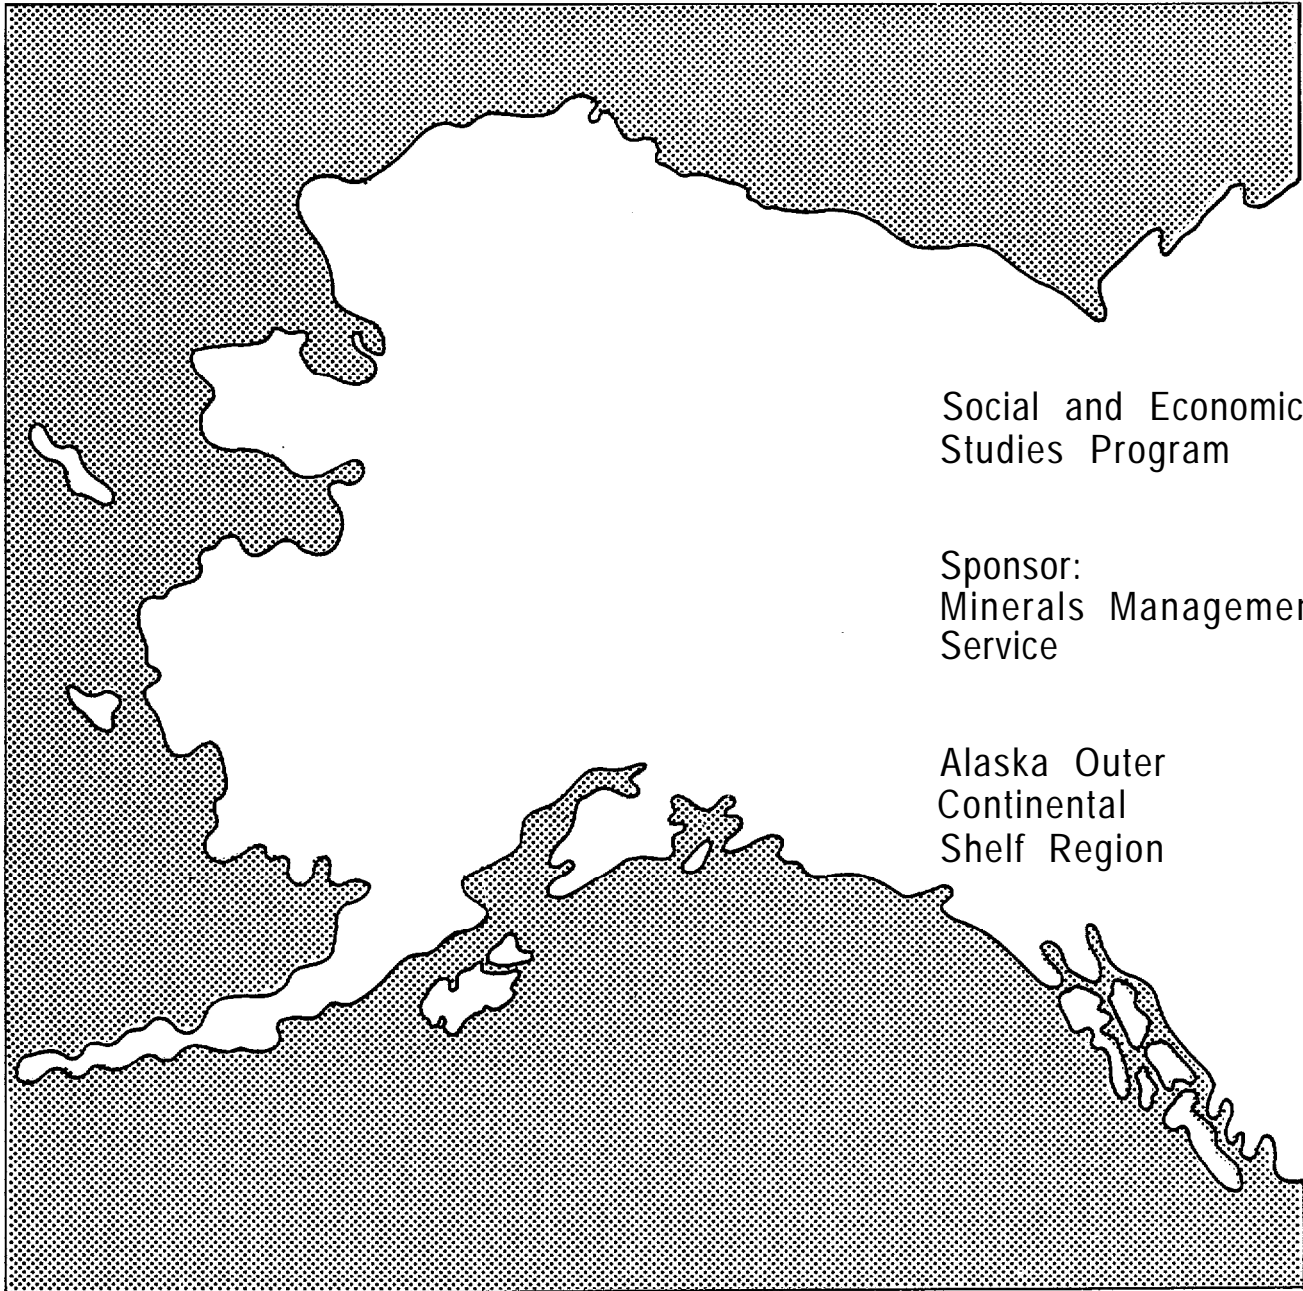 Social and Economic
Studies Program
Sponsor:
Minerals Managemen
Service
Alaska Outer
Continental
Shelf Region